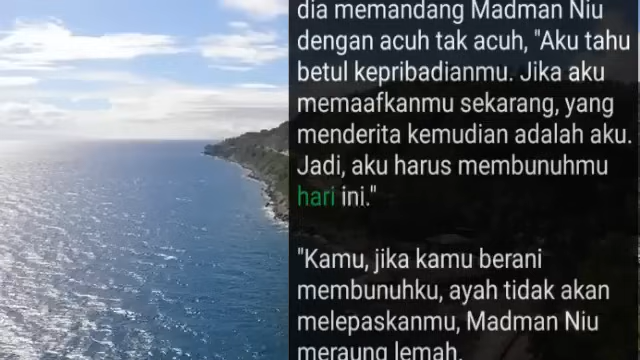 dia memandang Madman Niu
dengan acuh tak acuh, "Aku tahu
betul kepribadianmu. Jika aku
memaafkanmu sekarang, yang
menderita kemudian adalah aku.
Jadi, aku harus membunuhmu
hari ini."
"Kamu, jika kamu berani
membunuhku, ayah tidak akan
melepaskanmu, Madman Niu
meraung lemah.